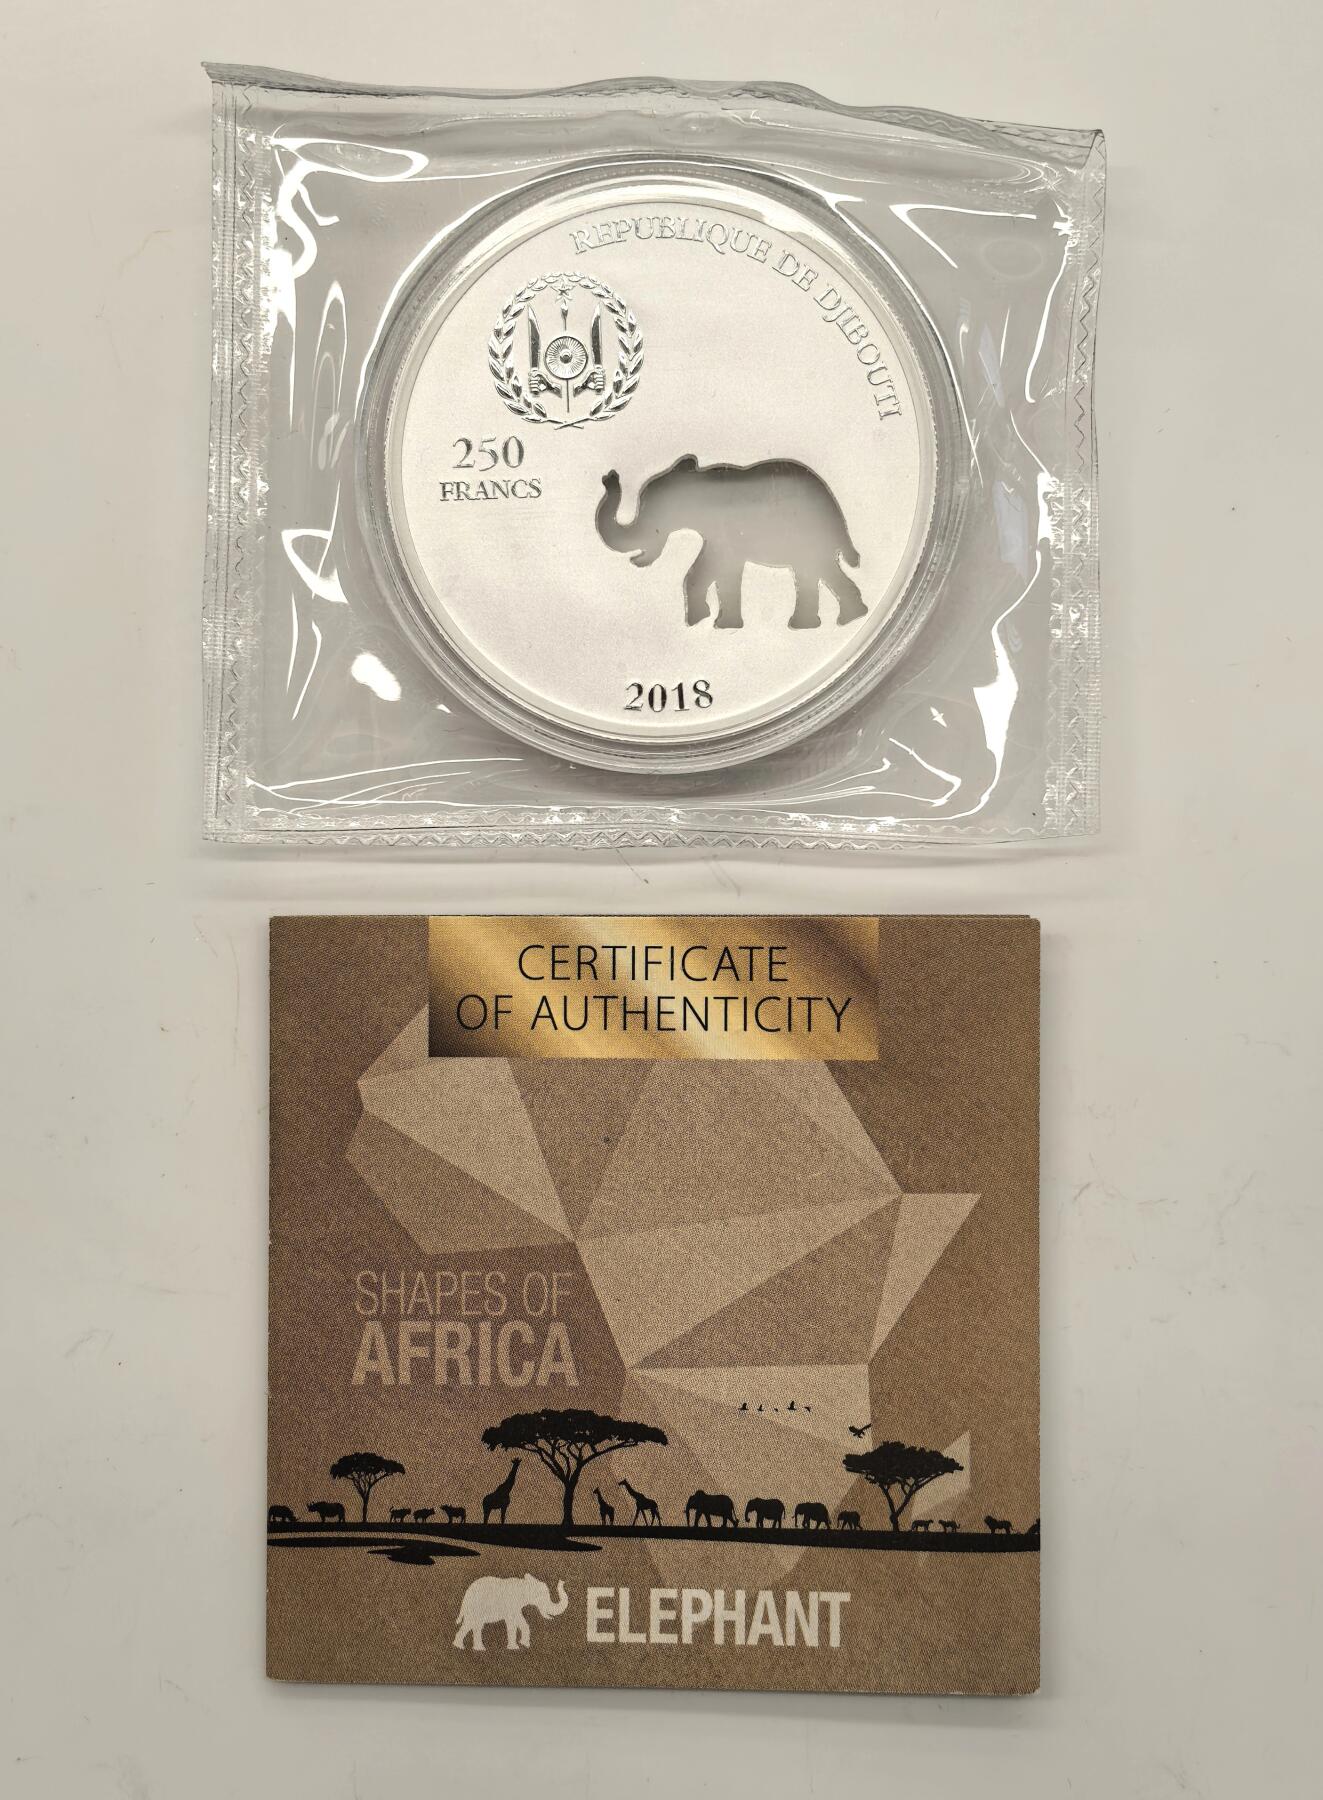 REPUBLIQUE DE DJIBOUTI
250
FRANCS
2018
CERTIFICATE
OF AUTHENTICITY
SHAPES OF
AFRICA
ELEPHANT